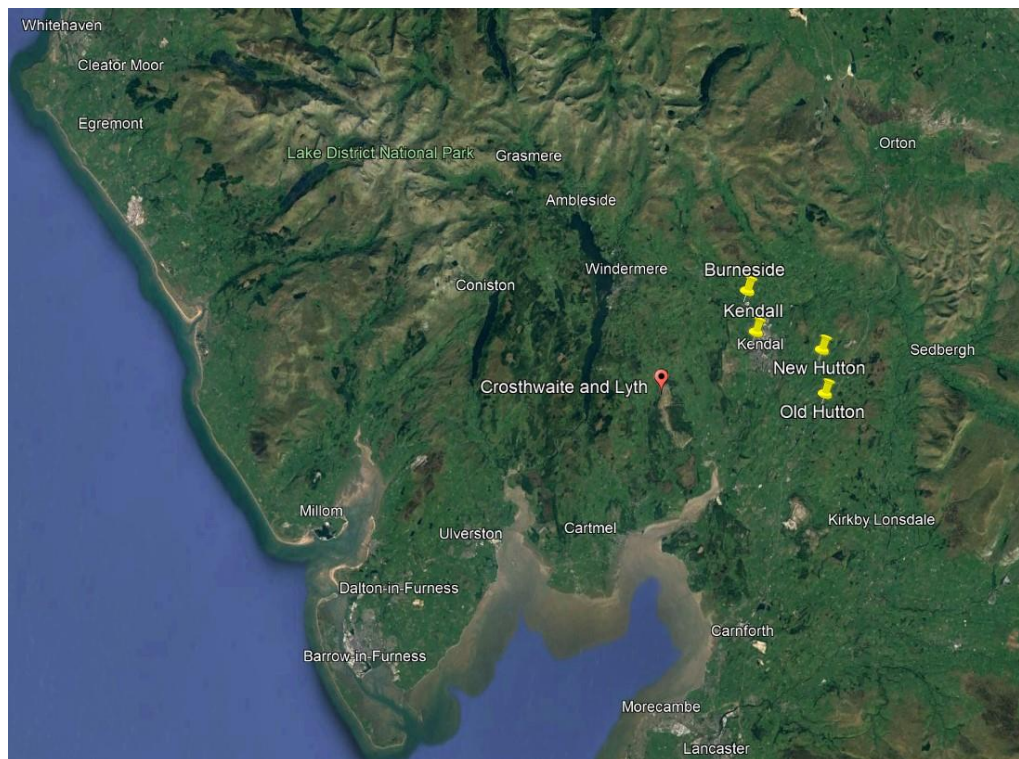 Whitehaven
Cleator Moor
Egremont
Orton
Lake District National Park
Grasmere
Ambleside
Windermere
Burneside
Coniston
Kendall
Kendal
Sedbergh
New Hutton
Crosthwaite and Lyth
Old Hutton
Millom
Kirkby Lonsdale
Ulverston
Cartmel
Dalton-in-Furness
Carnforth
Barrow-in-Furness
Morecambe
Lancaster